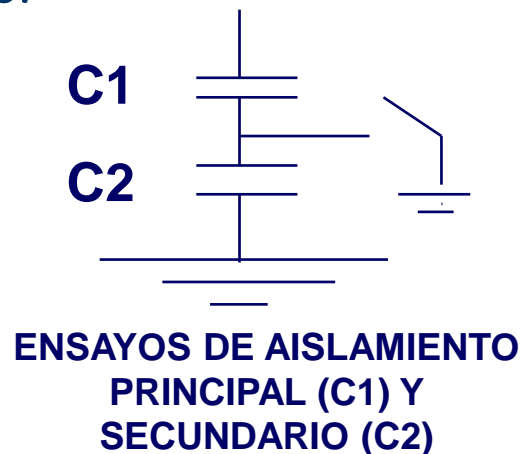 C1
C2
ENSAYOS DE AISLAMIENTO
PRINCIPAL (C1) Y
SECUNDARIO (C2)